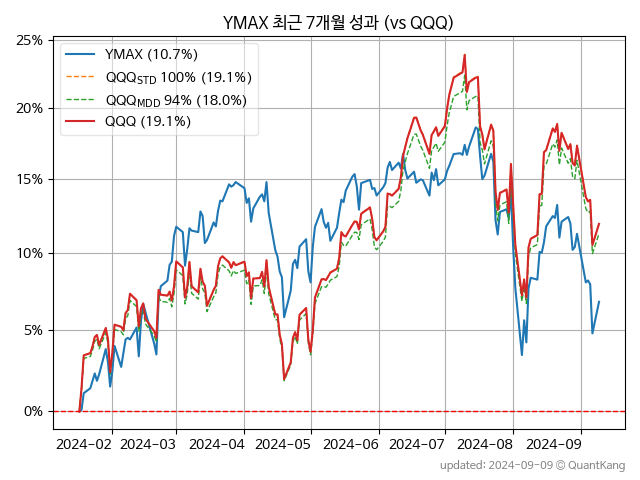 YMAX 최근 7개월 성과 (vs QQQ)
25%
20%
15%
10%
5%
0%
YMAX (10.7%)
QQQSTD 100% (19.1%)
QQQMDD 94% (18.0%)
QQQ (19.1%)
2024-02 2024-03 2024-04 2024-05 2024-06 2024-07 2024-08 2024-09
updated: 2024-09-09 © QuantKang